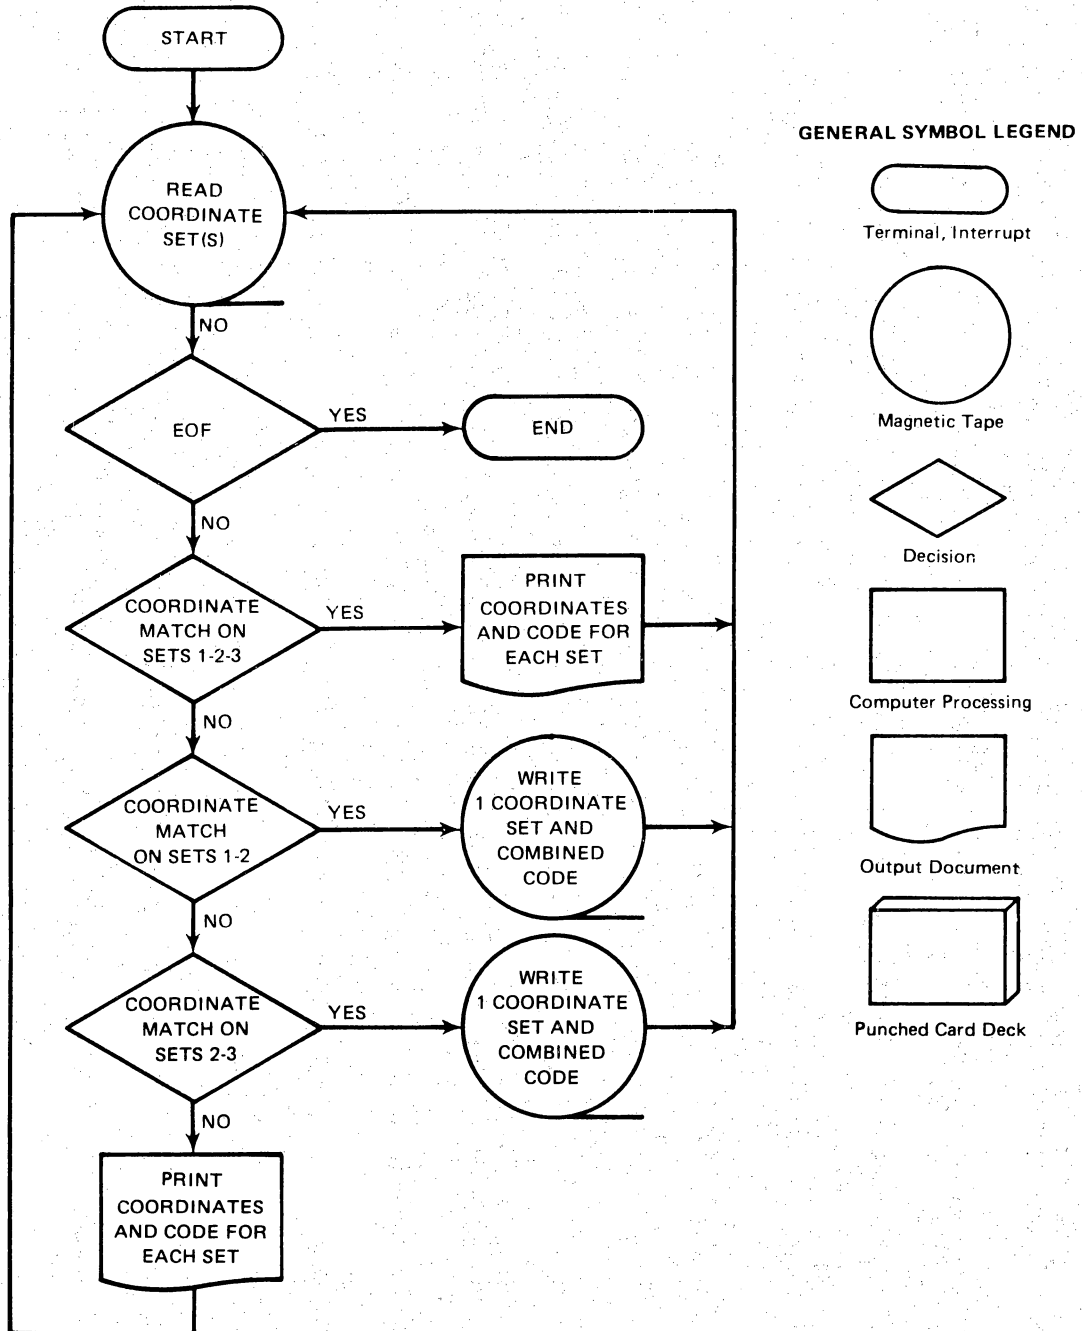 START
READ
COORDINATE
SET(S)
NO
EOF
YES
END
NO
COORDINATE
MATCH ON
SETS 1-2-3
YES
PRINT
COORDINATES
AND CODE FOR
EACH SET
NO
COORDINATE
MATCH
ON SETS 1-2
YES
WRITE
1 COORDINATE
SET AND
COMBINED
CODE
NO
COORDINATE
MATCH ON
SETS 2-3
YES
WRITE
1 COORDINATE
SET AND
COMBINED
CODE
NO
PRINT
COORDINATES
AND CODE FOR
EACH SET
GENERAL SYMBOL LEGEND
Terminal, Interrupt
Magnetic Tape
Decision
Computer Processing
Output Document
Punched Card Deck